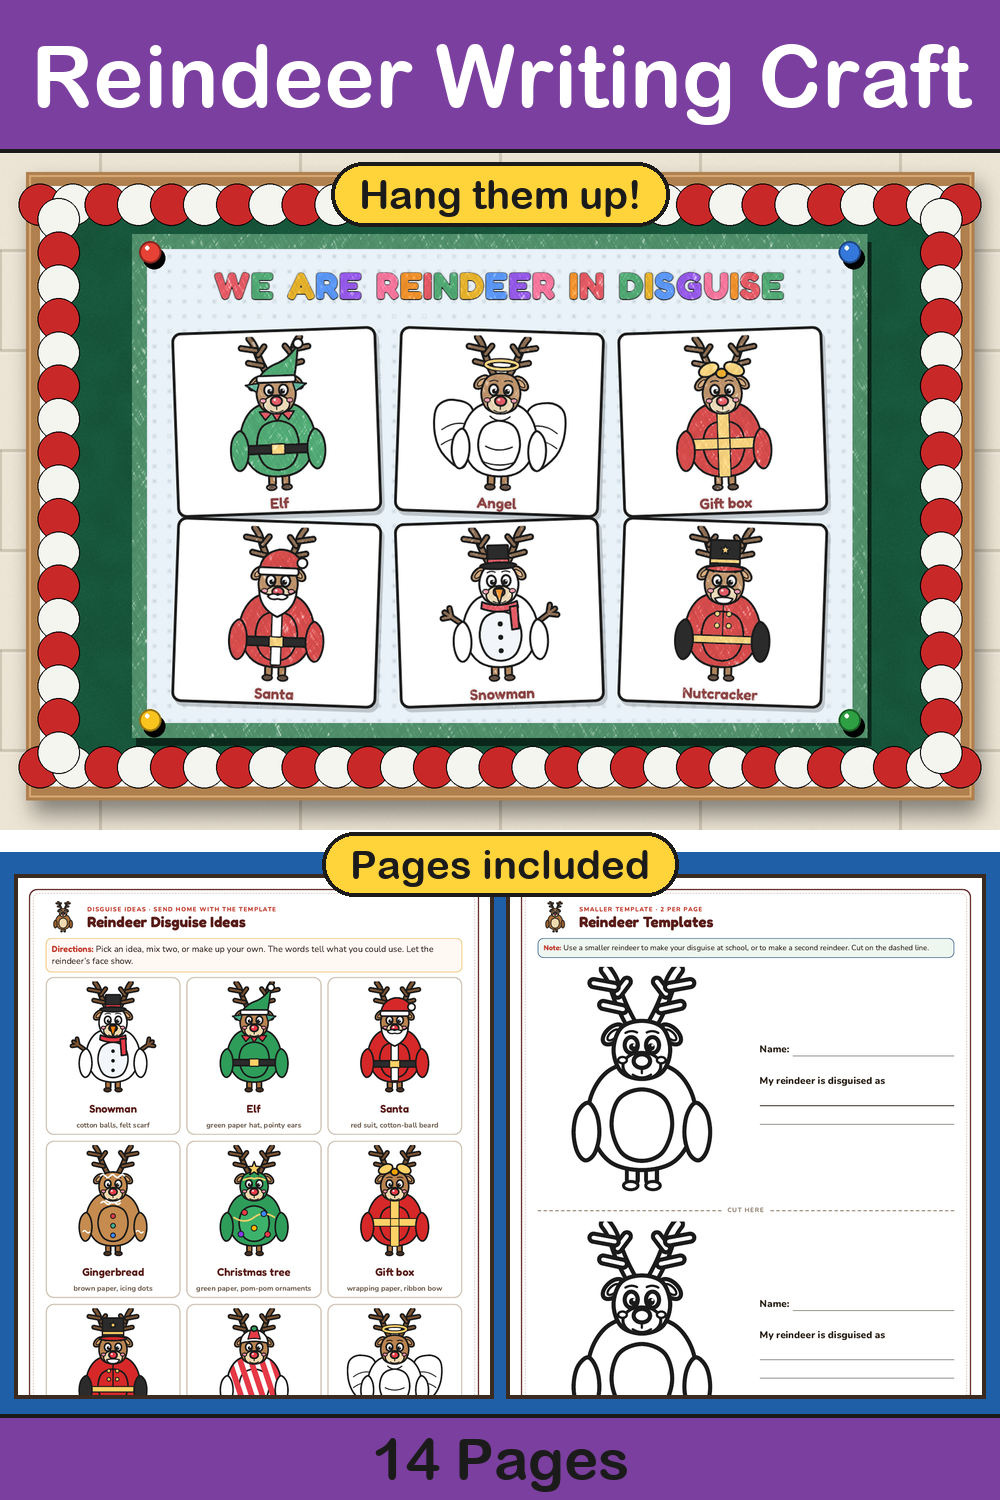 Reindeer Writing Craft
Hang them up!
WE ARE REINDEER IN DISGUISE
Elf
Angel
Gift box
Santa
Snowman
Nutcracker
Pages included
DISGUISE IDEAS · SEND HOME WITH THE TEMPLATE
Reindeer Disguise Ideas
Directions: Pick an idea, mix two, or make up your own. The words tell what you could use. Let the
reindeer's face show.
Snowman
cotton balls, felt scarf
Elf
green paper hat, pointy ears
Santa
red suit, cotton-ball beard
Gingerbread
brown paper, icing dots
Christmas tree
green paper, pom-pom ornaments
Gift box
wrapping paper, ribbon bow
SMALLER TEMPLATE · 2 PER PAGE
Reindeer Templates
Note: Use a smaller reindeer to make your disguise at school, or to make a second reindeer. Cut on the dashed line.
Name:
My reindeer is disguised as
CUT HERE
Name:
My reindeer is disguised as
14 Pages